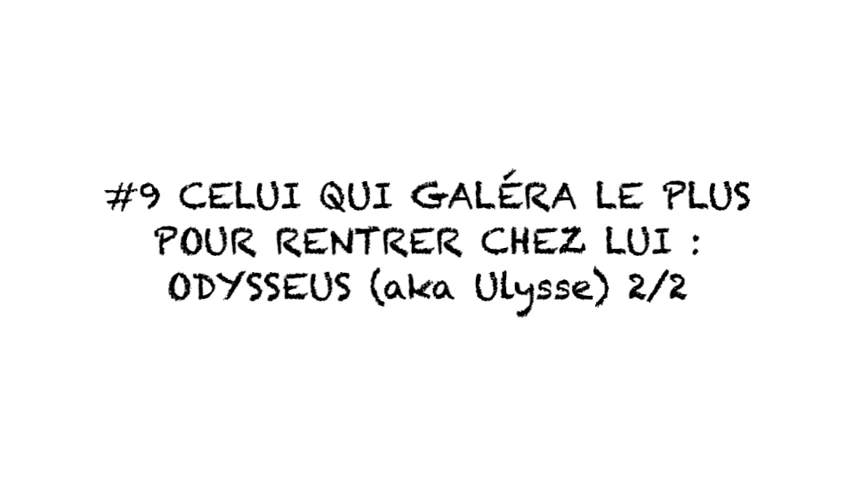 #9 CELUI QUI GALÉRA LE PLUS
POUR RENTRER CHEZ LUI :
ODYSSEUS (aka Ulysse) 2/2